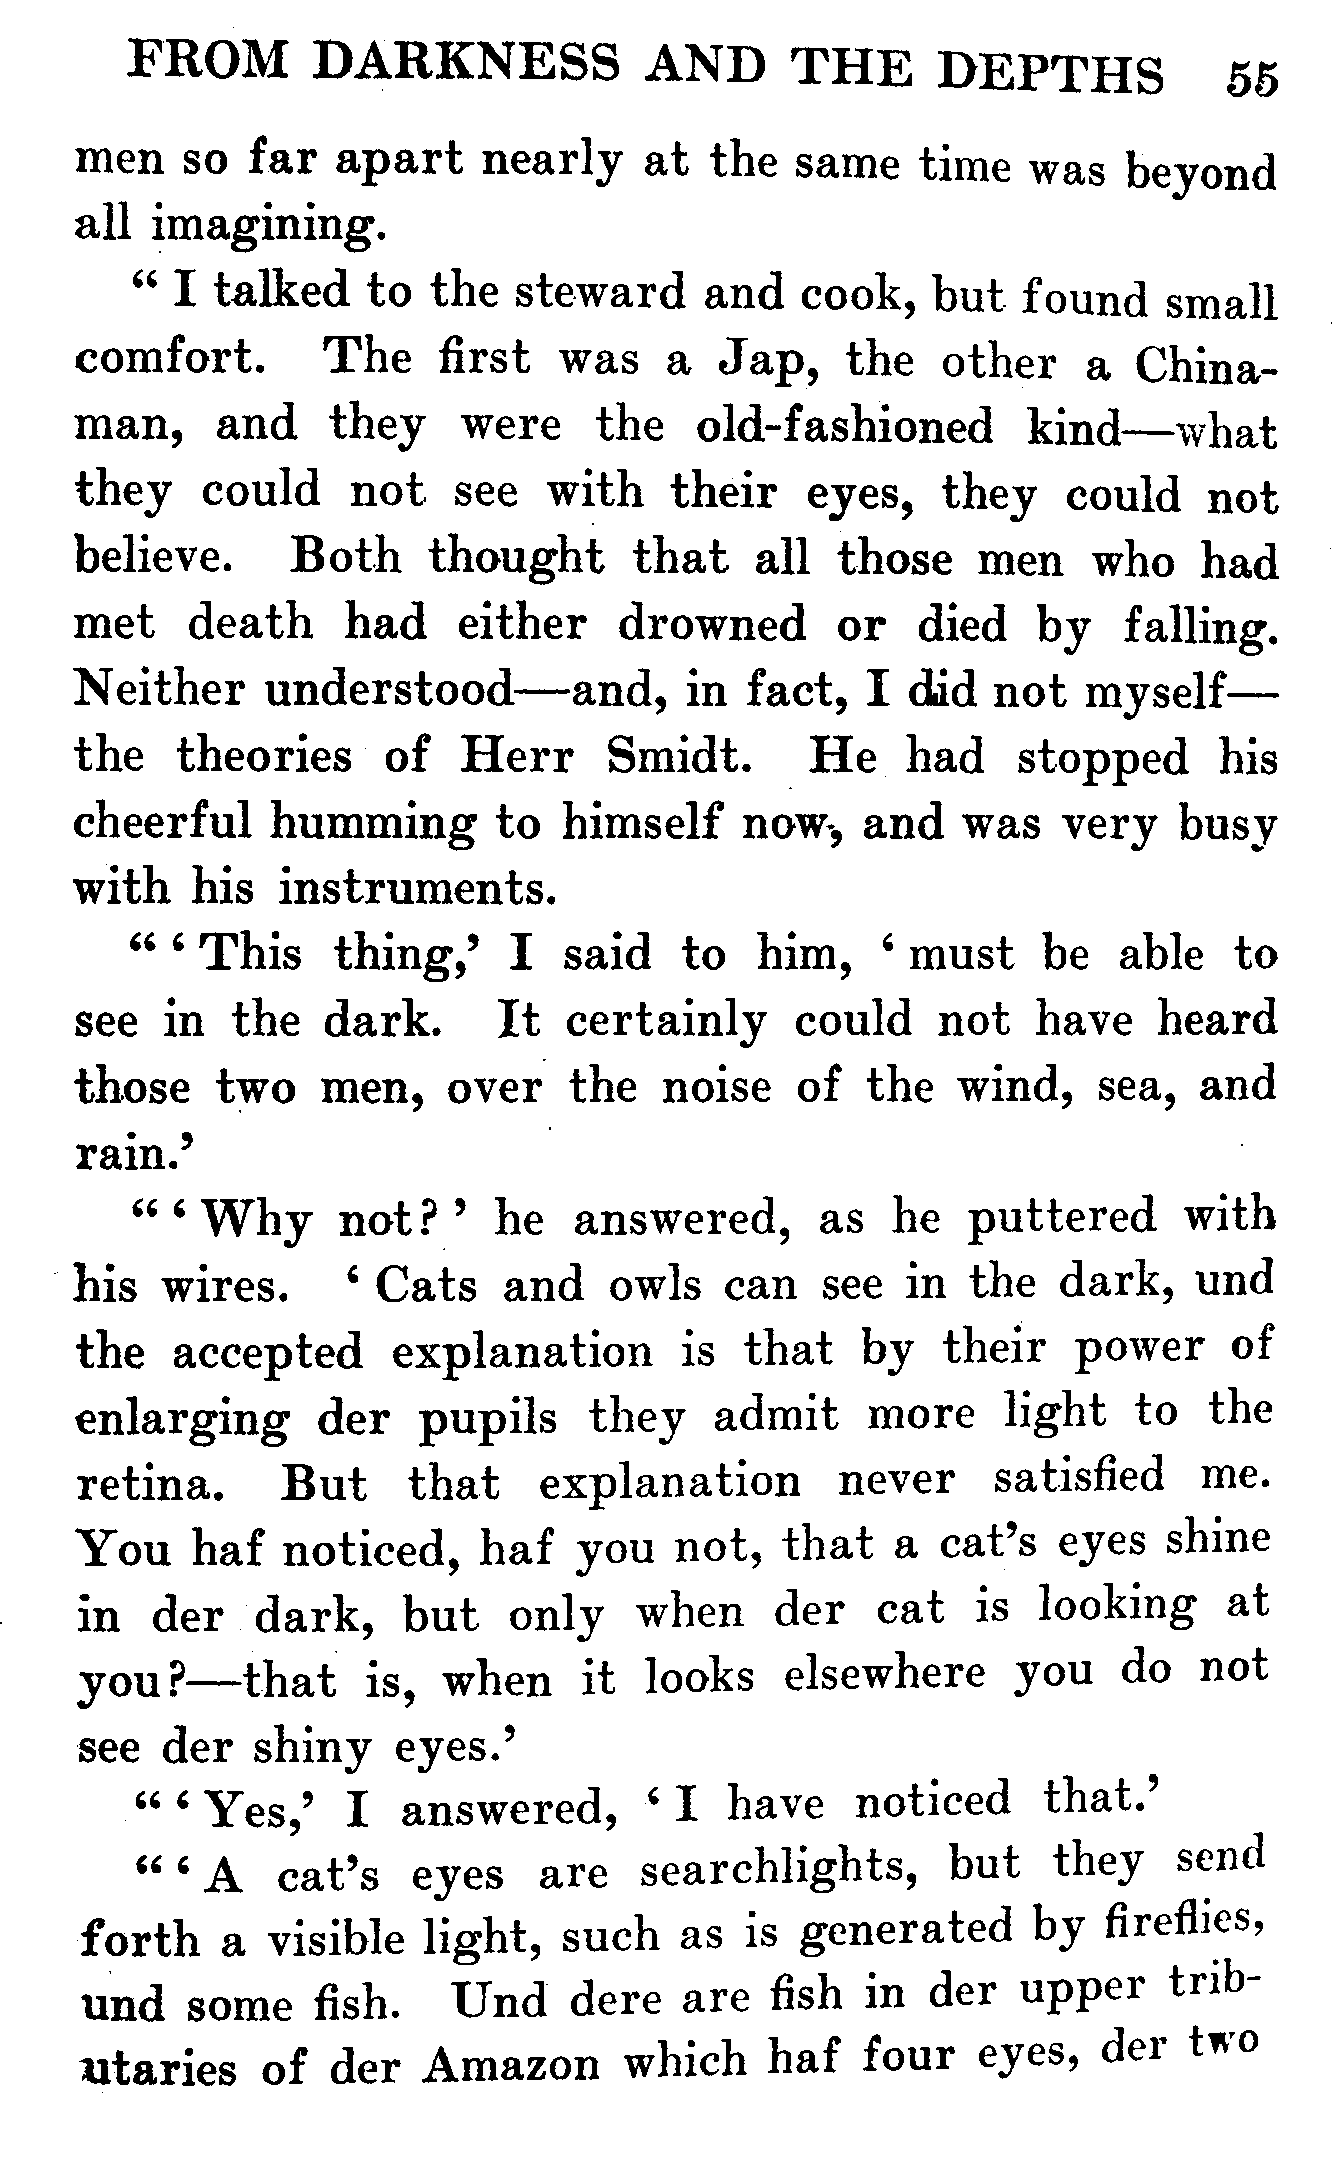 FROM DARKNESS AND THE DEPTHS 55
men so far apart nearly at the same time was beyond
all imagining.
“ I talked to the steward and cook, but found small
comfort. The first was a Jap, the other a China-
man, and they were the old-fashioned kind—what
they could not see with their eyes, they could not
believe. Both thought that all those men who had
met death had either drowned or died by falling.
Neither understood—and, in fact, I did not myself—
the theories of Herr Smidt. He had stopped his
cheerful humming to himself now, and was very busy
with his instruments.
“ ‘ This thing,’ I said to him, ‘ must be able to
see in the dark. It certainly could not have heard
those two men, over the noise of the wind, sea, and
rain.’
“ ‘ Why not? ’ he answered, as he puttered with
his wires. ‘ Cats and owls can see in the dark, und
the accepted explanation is that by their power of
enlarging der pupils they admit more light to the
retina. But that explanation never satisfied me.
You haf noticed, haf you not, that a cat’s eyes shine
in der dark, but only when der cat is looking at
you?—that is, when it looks elsewhere you do not
see der shiny eyes.’
“ ‘ Yes,’ I answered, ‘ I have noticed that.’
“ ‘ A cat’s eyes are searchlights, but they send
forth a visible light, such as is generated by fireflies,
und some fish. Und dere are fish in der upper trib-
utaries of der Amazon which haf four eyes, der two